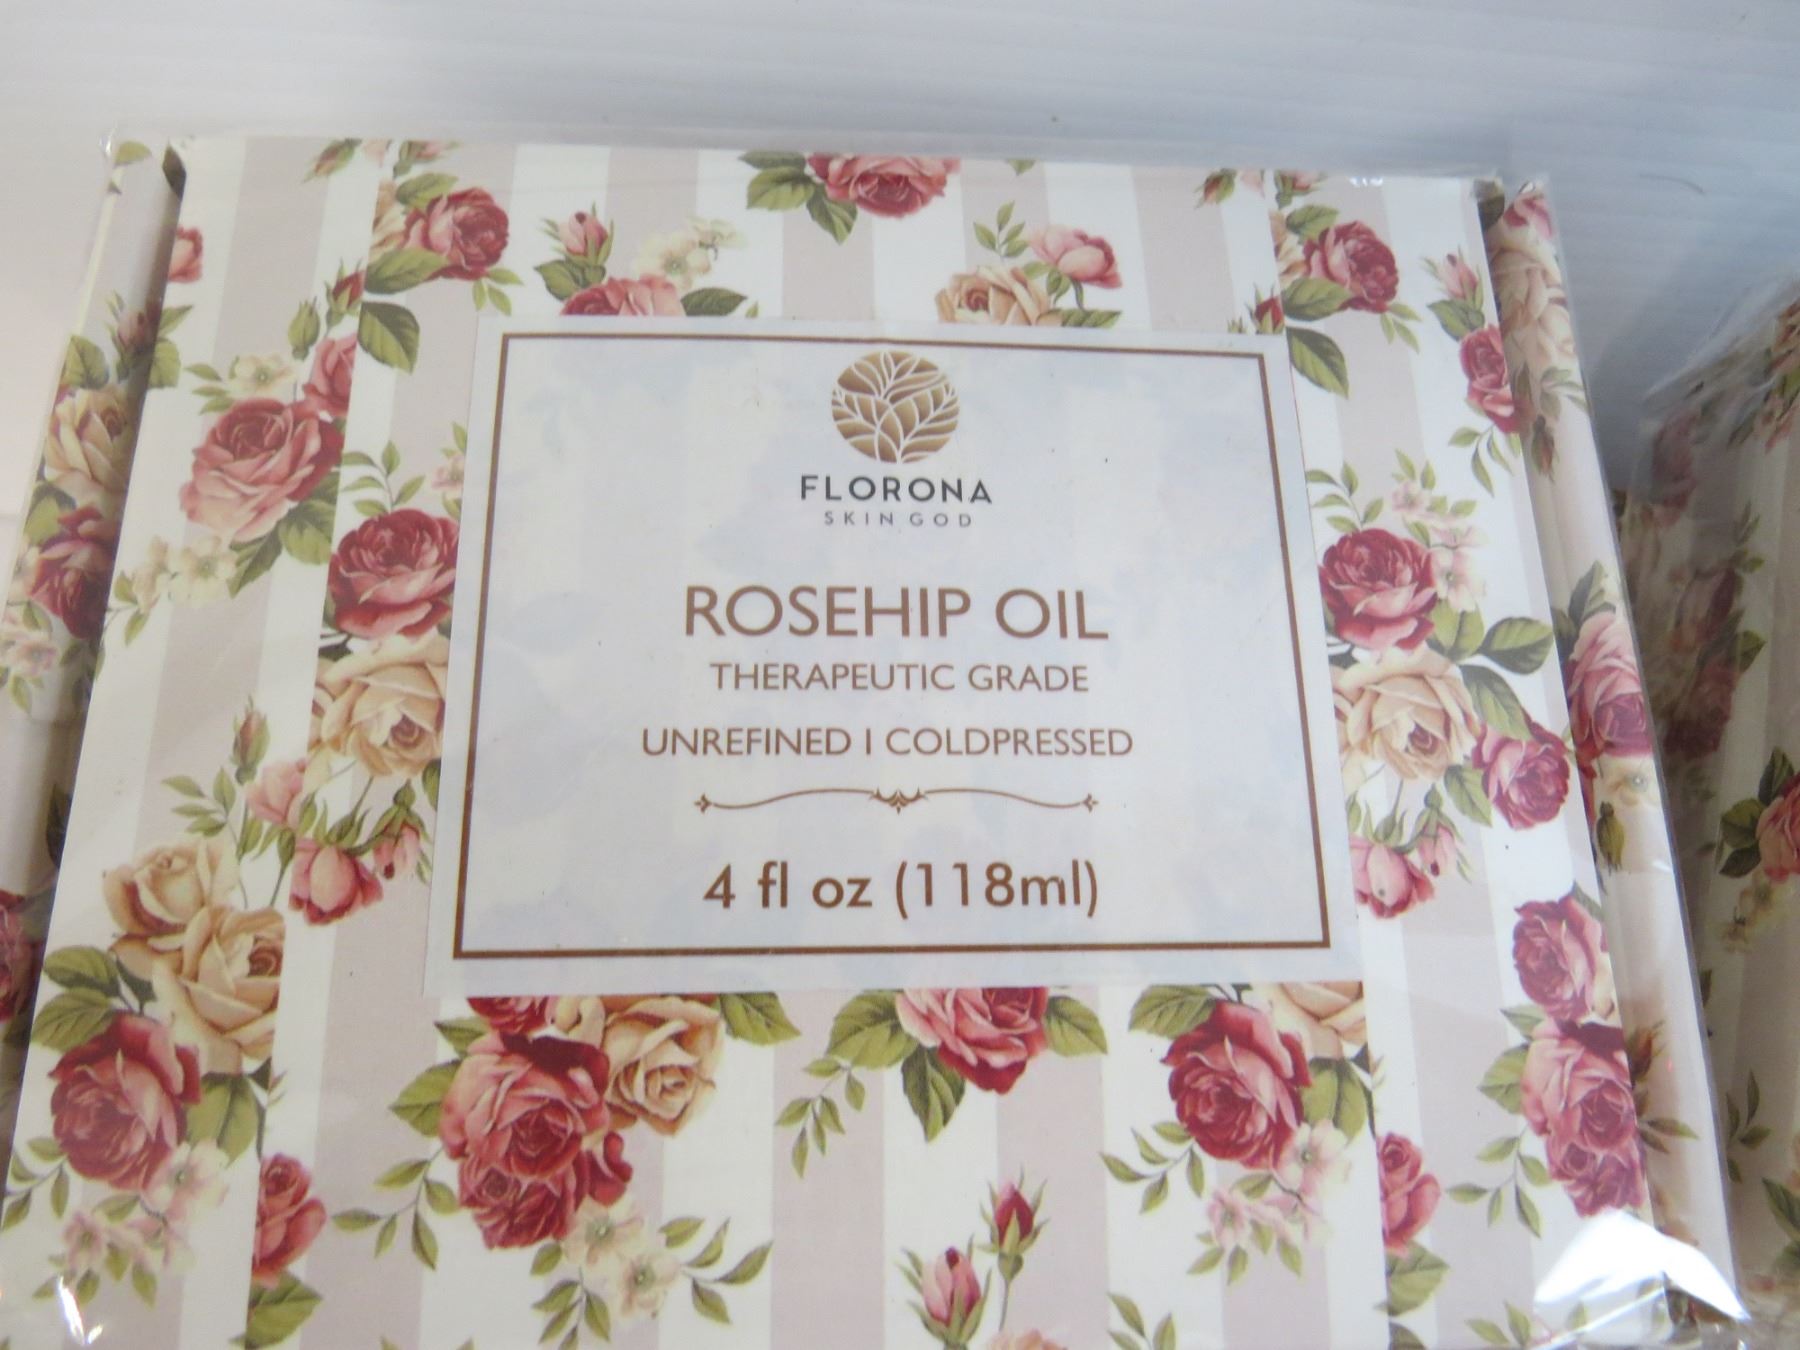 FLORONA
SKIN GOD
ROSEHIP OIL
THERAPEUTIC GRADE
UNREFINED | COLDPRESSED
4 fl oz (118ml)